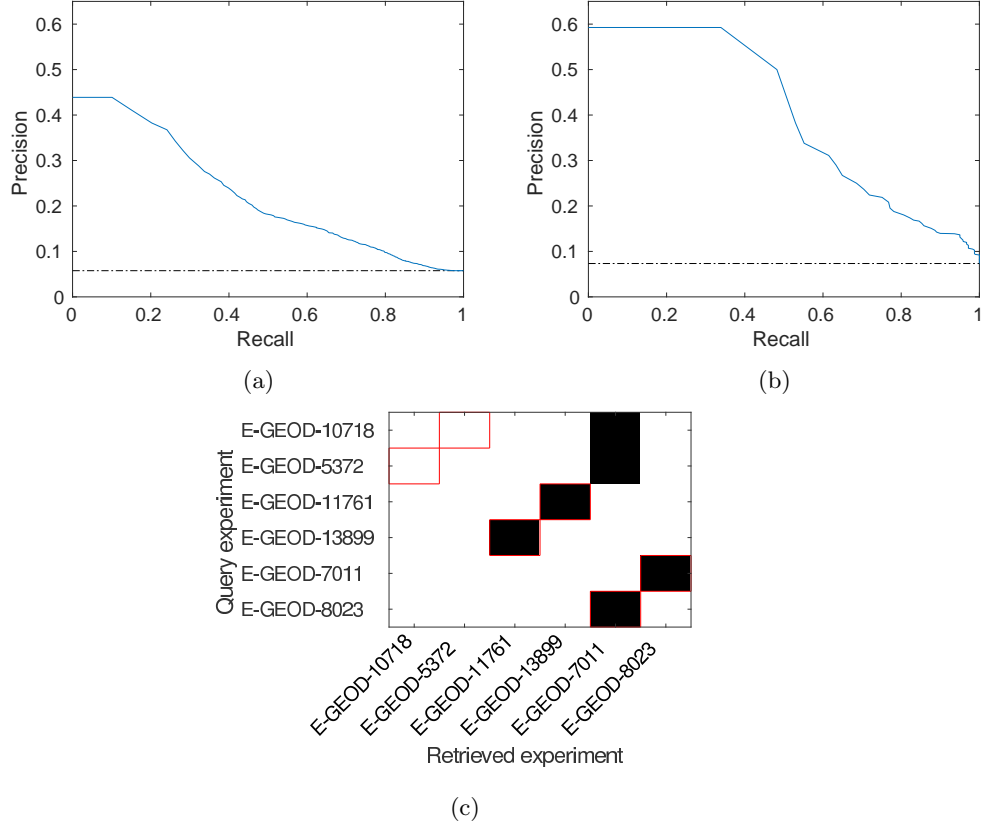 0.6
0.5
0.4
0.3
0.2
0.1
0
Precision
0 0.2 0.4 0.6 0.8 1
Recall
(a)
0.6
0.5
0.4
0.3
0.2
0.1
0
Precision
0 0.2 0.4 0.6 0.8 1
Recall
(b)
Query experiment
E-GEOD-10718
E-GEOD-5372
E-GEOD-11761
E-GEOD-13899
E-GEOD-7011
E-GEOD-8023
E-GEOD-10718
E-GEOD-5372
E-GEOD-11761
E-GEOD-13899
E-GEOD-7011
E-GEOD-8023
Retrieved experiment
(c)